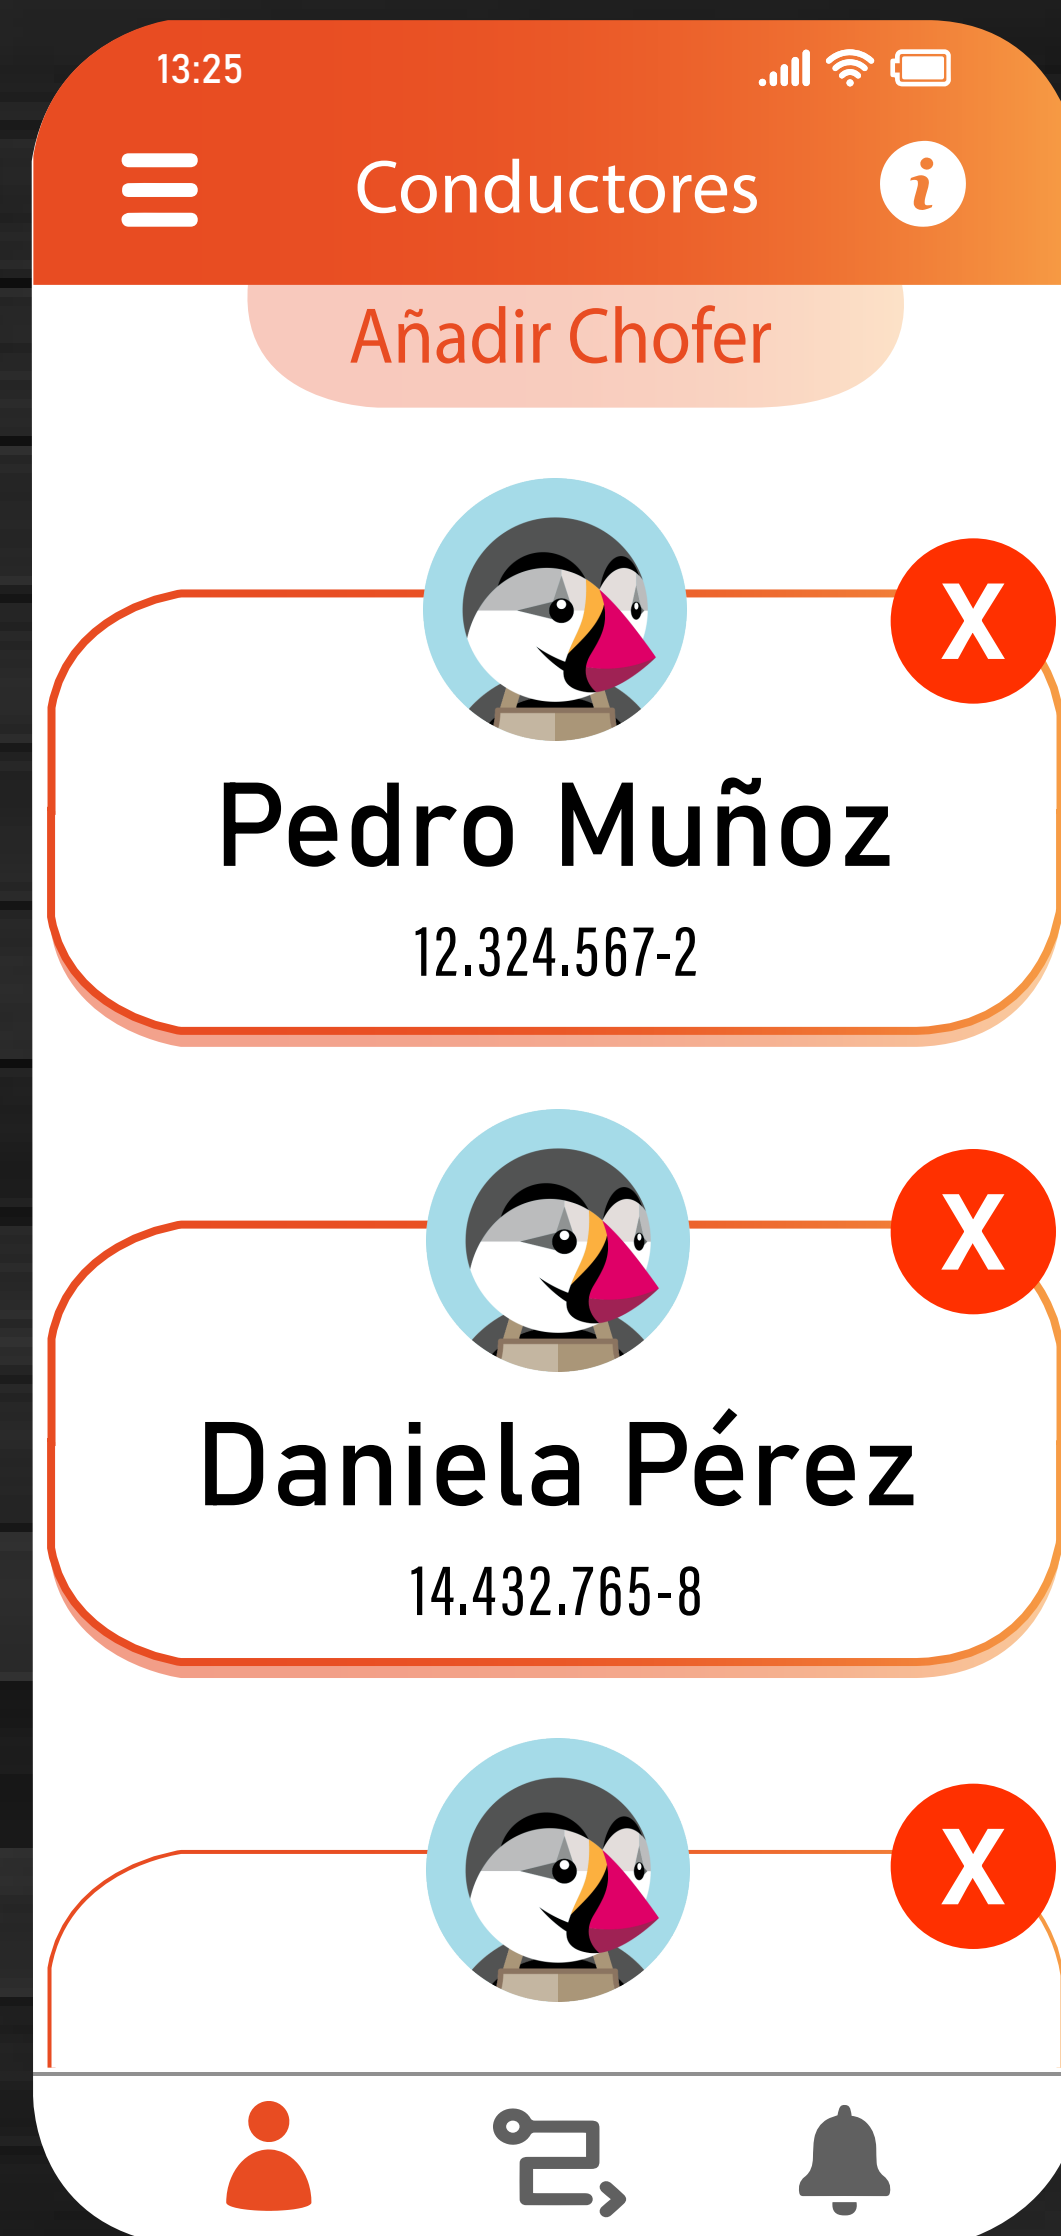 13:25
Conductores
i
Añadir Chofer
X
Pedro Muñoz
12.324.567-2
X
Daniela Pérez
14.432.765-8
X